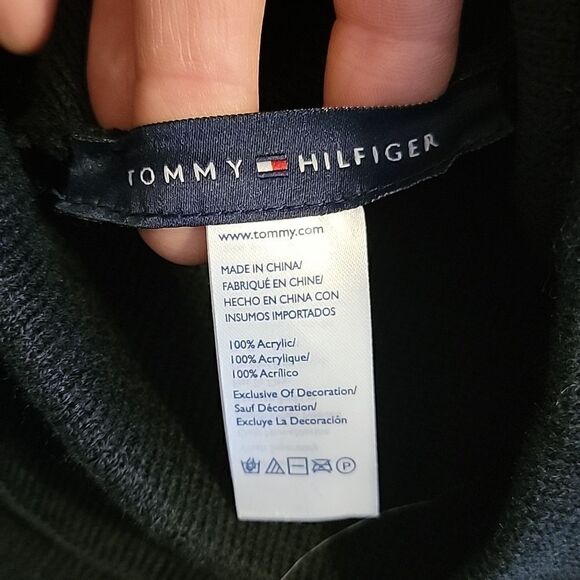 TOMMY HILFIGER
www.tommy.com
MADE IN CHINA/
FABRIQUÉ EN CHINE/
HECHO EN CHINA CON
INSUMOS IMPORTADOS
100% Acrylic/
100% Acrylique/
100% Acrílico
Exclusive Of Decoration/
Sauf Décoration/
Excluye La Decoración
P